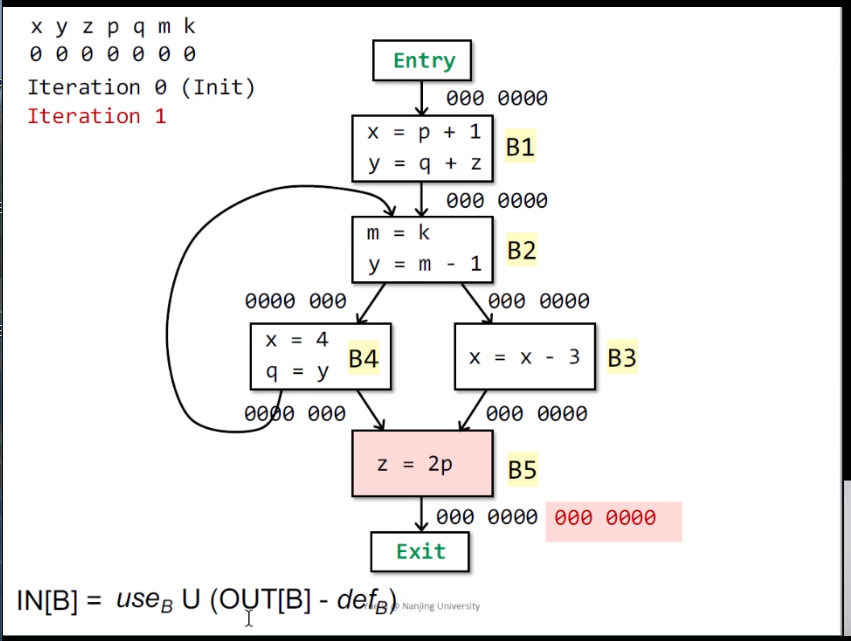 x y z p q m k
0 0 0 0 0 0 0
Iteration 0 (Init)
Iteration 1
Entry
000 0000
x = p + 1
y = q + z
B1
000 0000
m = k
y = m - 1
B2
0000 000
000 0000
x = 4
q = y
B4
x = x - 3
B3
0000 000
000 0000
z = 2p
B5
000 0000
000 0000
Exit
IN[B] = useB U (OUT[B] - defB)
@ Nanjing University